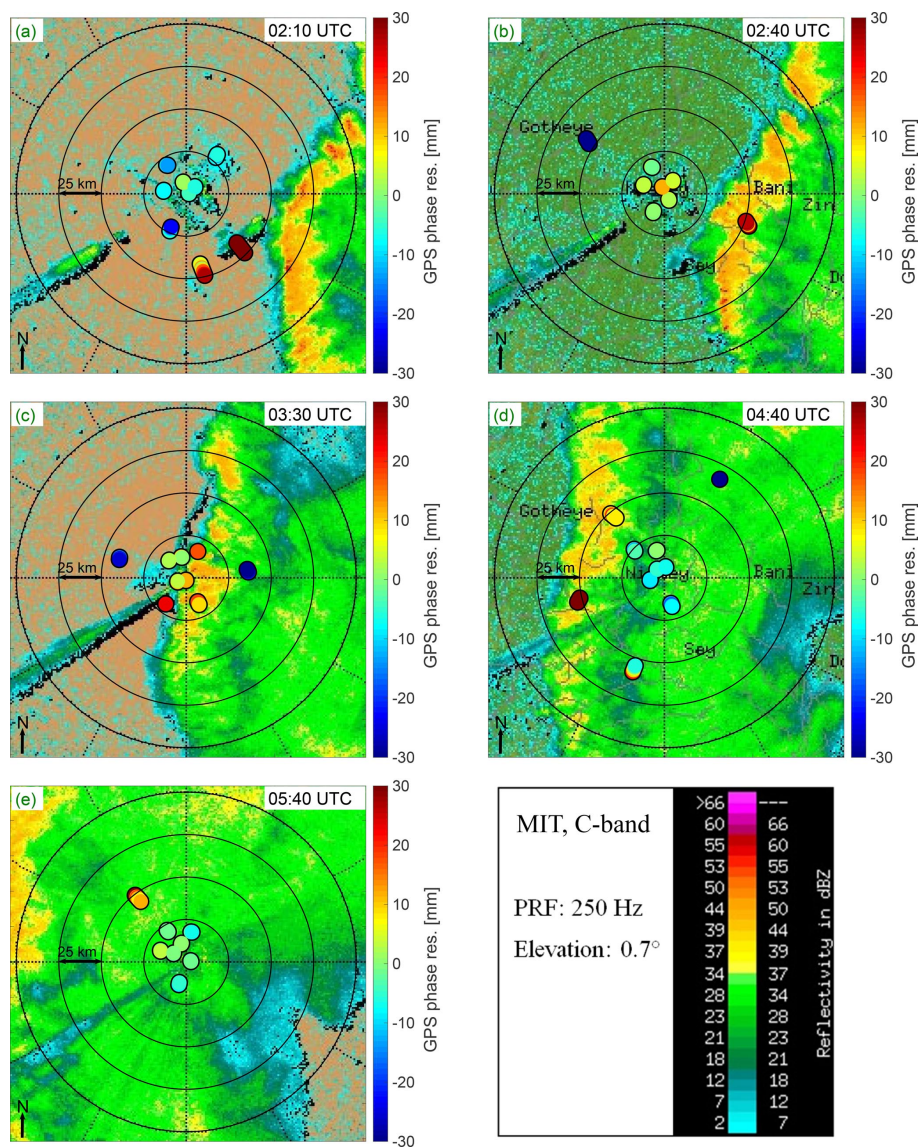 (a)
02:10 UTC
25 km
N
30
20
10
0
-10
-20
-30
GPS phase res. [mm]
(b)
02:40 UTC
Gotheye
Bani
Zin
Sey
25 km
N
30
20
10
0
-10
-20
-30
GPS phase res. [mm]
(c)
03:30 UTC
25 km
N
30
20
10
0
-10
-20
-30
GPS phase res. [mm]
(d)
04:40 UTC
Gotheye
Bani
Zin
Sey
25 km
N
30
20
10
0
-10
-20
-30
GPS phase res. [mm]
(e)
05:40 UTC
25 km
N
30
20
10
0
-10
-20
-30
GPS phase res. [mm]
MIT, C-band
PRF: 250 Hz
Elevation: 0.7°
>66 ---
60 66
55 60
53 55
50 53
44 50
39 44
37 39
34 37
28 34
23 28
21 23
18 21
12 18
7 12
2 7
Reflectivity in dBZ